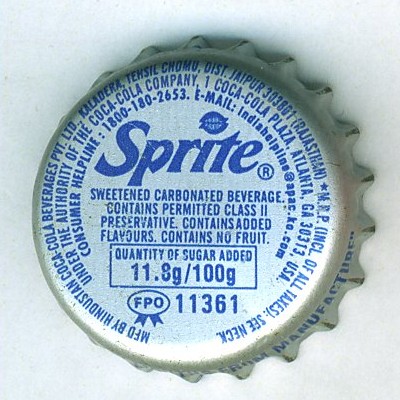 MFD BY HINDUSTAN COCA-COLA BEVERAGES PVT. LTD. KALADERA, TEHSIL CHOMU, DIST. JAIPUR 303801 (RAJASTHAN) ★ M.R.P. (INCL. OF ALL TAXES): SEE NECK.
UNDER THE AUTHORITY OF THE COCA-COLA COMPANY, 1 COCA-COLA PLAZA, ATLANTA, GA 30313, USA.
CONSUMER HELPLINE : 1800-180-2653. E-MAIL: indiahelpline@apac.ko.com
Sprite®
SWEETENED CARBONATED BEVERAGE.
CONTAINS PERMITTED CLASS II
PRESERVATIVE. CONTAINS ADDED
FLAVOURS. CONTAINS NO FRUIT.
QUANTITY OF SUGAR ADDED
11.8g/100g
FPO 11361
FROM MANUFACTURE